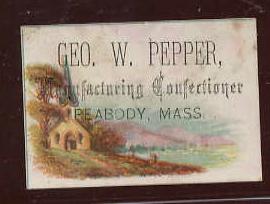 GEO. W. PEPPER,
Manufacturing Confectioner
PEABODY, MASS.